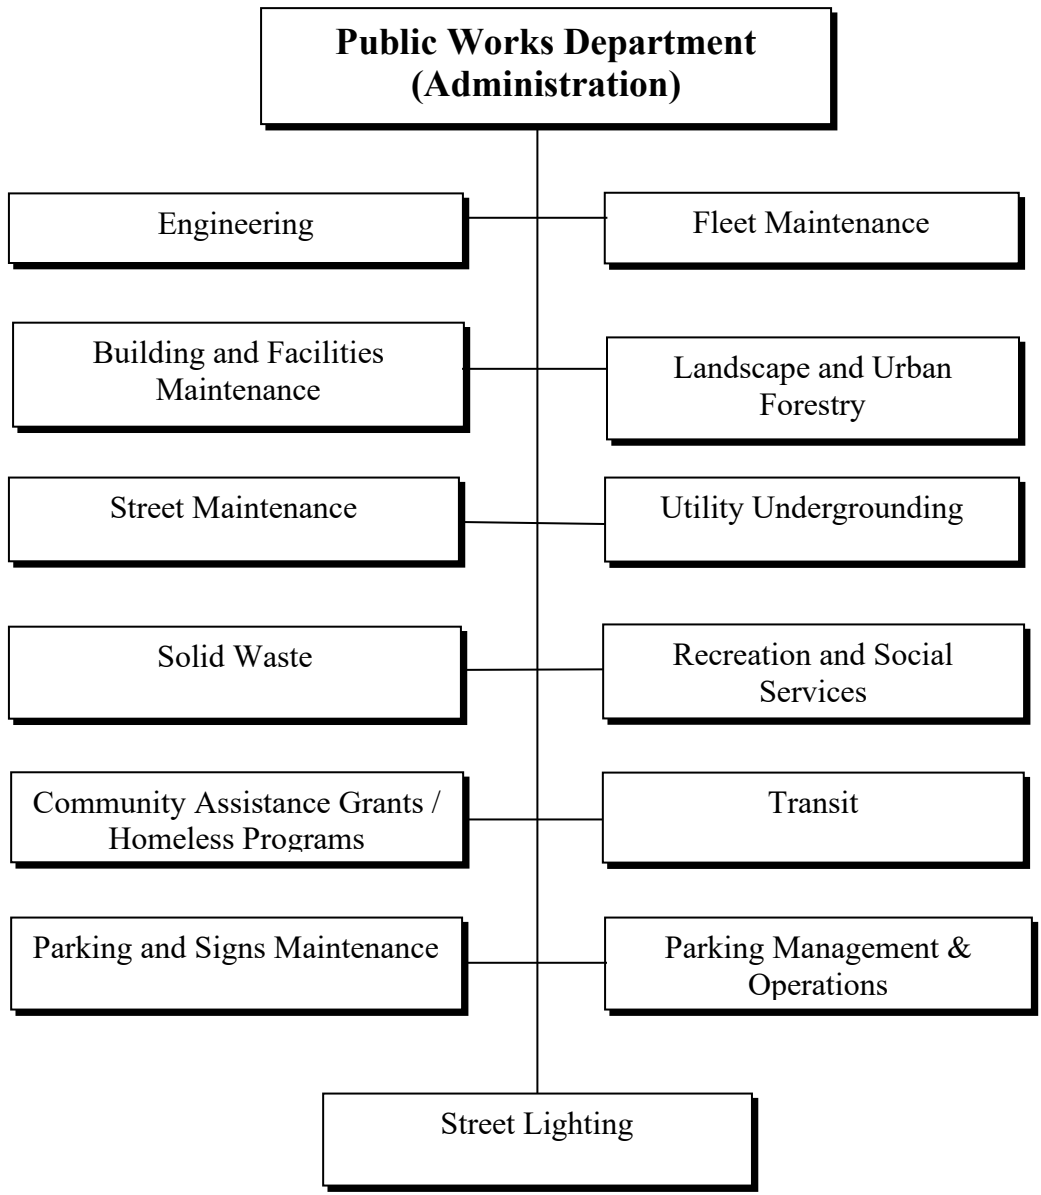 Public Works Department
(Administration)
Engineering
Fleet Maintenance
Building and Facilities
Maintenance
Landscape and Urban
Forestry
Street Maintenance
Utility Undergrounding
Solid Waste
Recreation and Social
Services
Community Assistance Grants /
Homeless Programs
Transit
Parking and Signs Maintenance
Parking Management &
Operations
Street Lighting